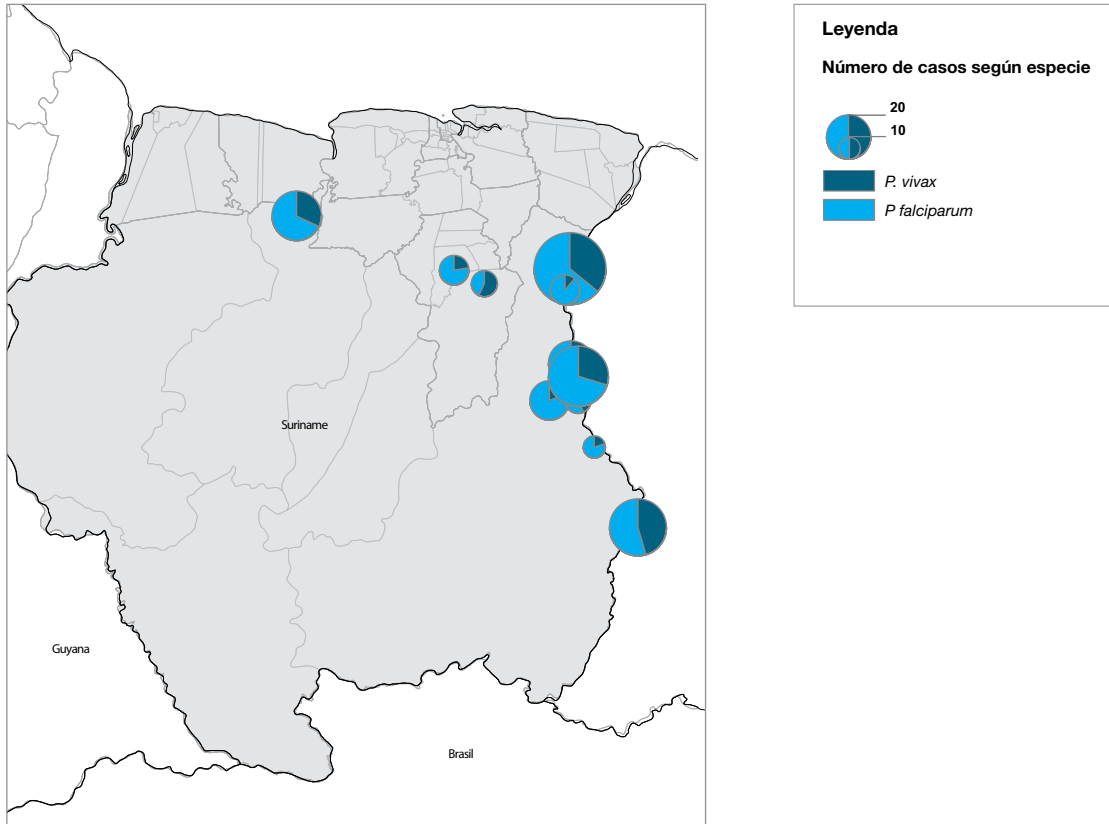 Leyenda
Número de casos según especie
20
10
P. vivax
P falciparum
Suriname
Guyana
Brasil